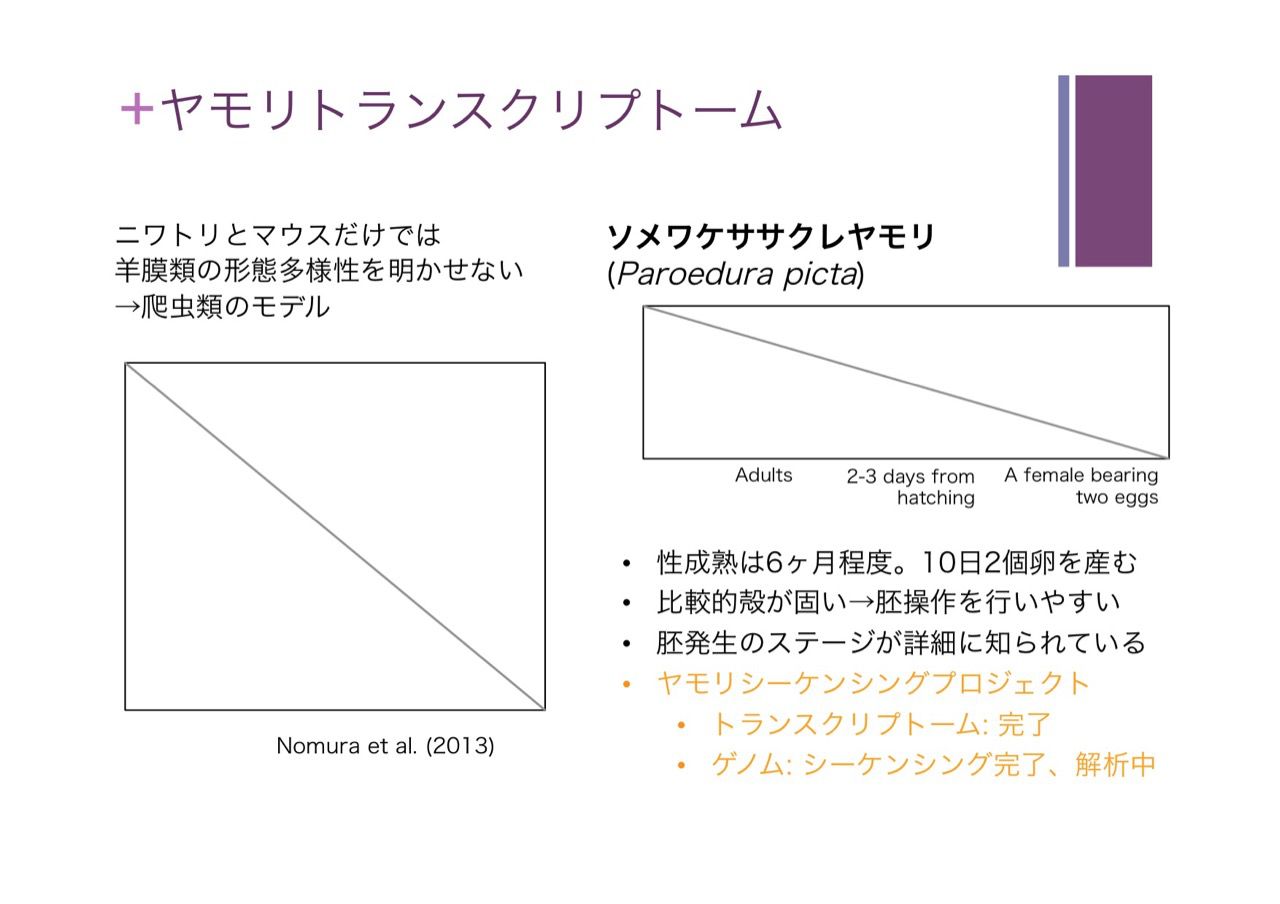 +ヤモリトランスクリプトーム
ニワトリとマウスだけでは
羊膜類の形態多様性を明かせない
→爬虫類のモデル
Nomura et al. (2013)
ソメワケササクレヤモリ
(Paroedura picta)
Adults
2-3 days from
hatching
A female bearing
two eggs
• 性成熟は6ヶ月程度。10日2個卵を産む
• 比較的殻が固い→胚操作を行いやすい
• 胚発生のステージが詳細に知られている
• ヤモリシーケンシングプロジェクト
• トランスクリプトーム: 完了
• ゲノム: シーケンシング完了、解析中